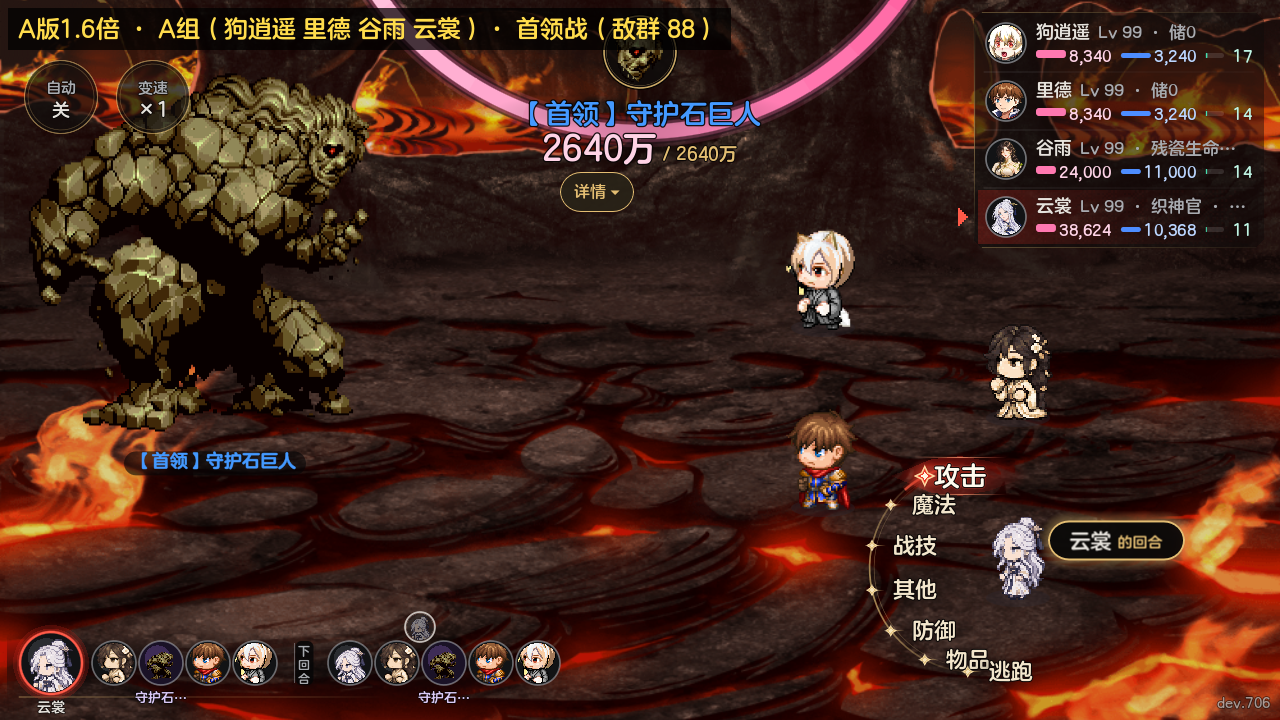 A版1.6倍 · A组（狗逍遥 里德 谷雨 云裳）· 首领战（敌群 88）
自动
关
变速
×1
【首领】守护石巨人
2640万 / 2640万
详情
狗逍遥 Lv 99 · 储0
8,340 3,240 17
里德 Lv 99 · 储0
8,340 3,240 14
谷雨 Lv 99 · 残瓷生命…
24,000 11,000 14
云裳 Lv 99 · 织神官 · …
38,624 10,368 11
【首领】守护石巨人
攻击
魔法
战技
其他
防御
物品
逃跑
云裳 的回合
下回合
云裳
守护石…
守护石…
dev.706